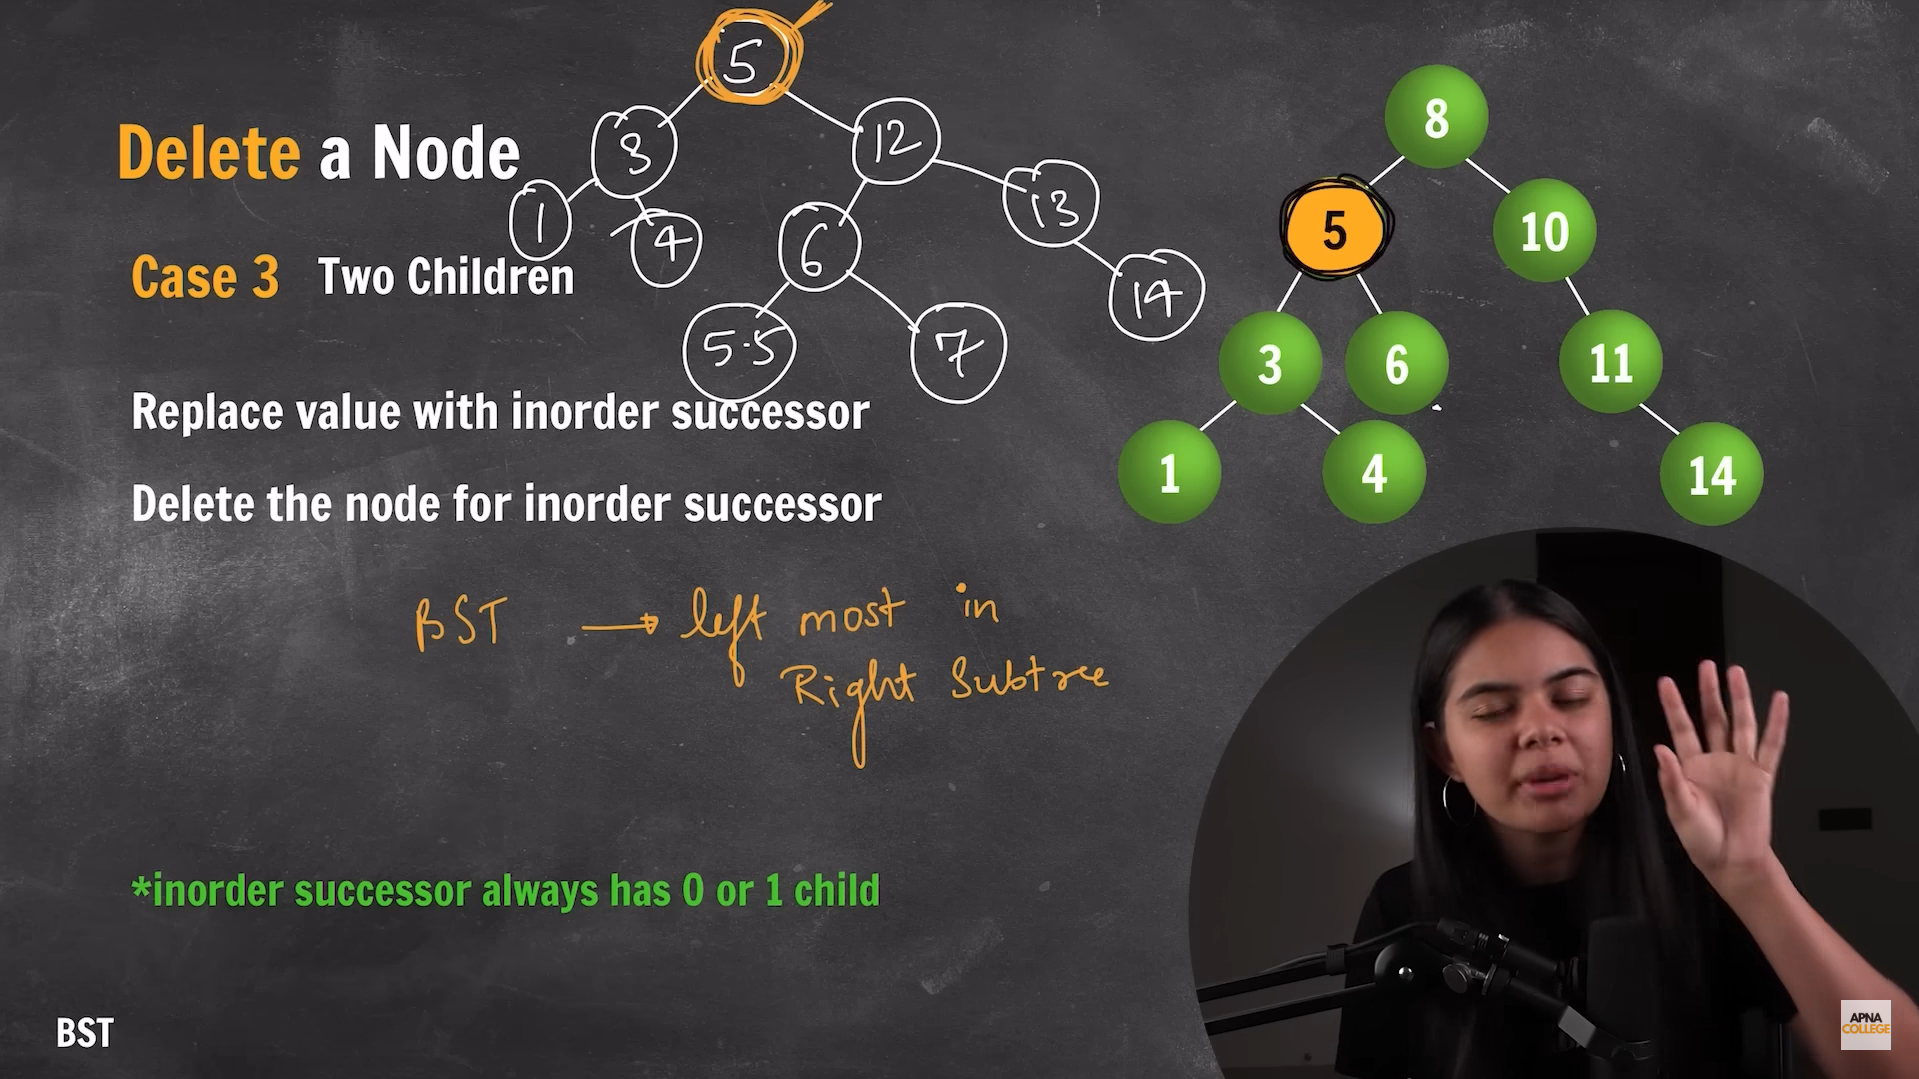 5
8
Delete a Node
3
12
1
4
13
5
10
Case 3 Two Children
6
14
5.5
7
3
6
11
Replace value with inorder successor
1
4
14
Delete the node for inorder successor
BST → left most in
Right Subtree
*inorder successor always has 0 or 1 child
BST
APNA
COLLEGE